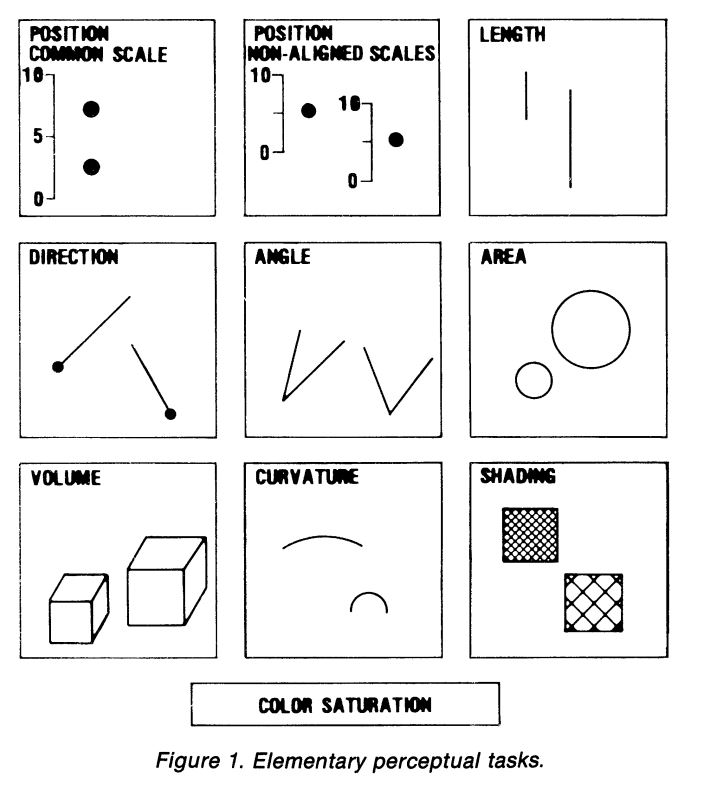 POSITION
COMMON SCALE
10
5
0
POSITION
NON-ALIGNED SCALES
10
0
10
0
LENGTH
DIRECTION
ANGLE
AREA
VOLUME
CURVATURE
SHADING
COLOR SATURATION
Figure 1. Elementary perceptual tasks.